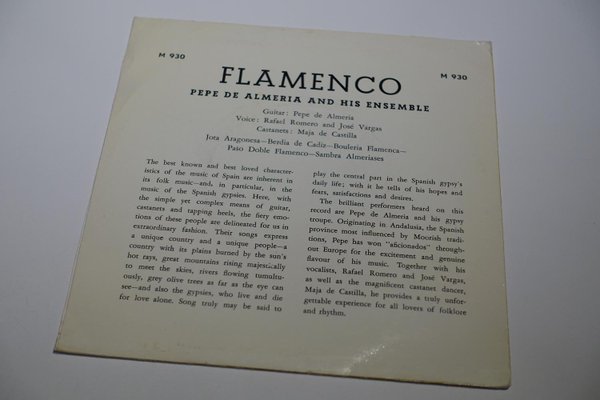 M 930
M 930
FLAMENCO
PEPE DE ALMERIA AND HIS ENSEMBLE
Guitar: Pepe de Almeria
Voice: Rafael Romero and José Vargas
Castanets: Maja de Castilla
Jota Aragonesa—Berdia de Cadiz—Bouleria Flamenca—
Paso Doble Flamenco—Sambra Almeriases
The best known and best loved character-
istics of the music of Spain are inherent in
its folk music—and, in particular, in the
music of the Spanish gypsies. Here, with
the simple yet complex means of guitar,
castanets and tapping heels, the fiery emo-
tions of these people are delineated for us in
extraordinary fashion. Their songs express
a unique country and a unique people—a
country with its plains burned by the sun's
hot rays, great mountains rising majestically
to meet the skies, rivers flowing tumultu-
ously, grey olive trees as far as the eye can
see—and also the gypsies, who live and die
for love alone. Song truly may be said to
play the central part in the Spanish gypsy's
daily life; with it he tells of his hopes and
fears, satisfactions and desires.
The brilliant performers heard on this
record are Pepe de Almeria and his gypsy
troupe. Originating in Andalusia, the Spanish
province most influenced by Moorish tradi-
tions, Pepe has won "aficionados" through-
out Europe for the excitement and genuine
flavour of his music. Together with his
vocalists, Rafael Romero and José Vargas,
as well as the magnificent castanet dancer,
Maja de Castilla, he provides a truly unfor-
gettable experience for all lovers of folklore
and rhythm.